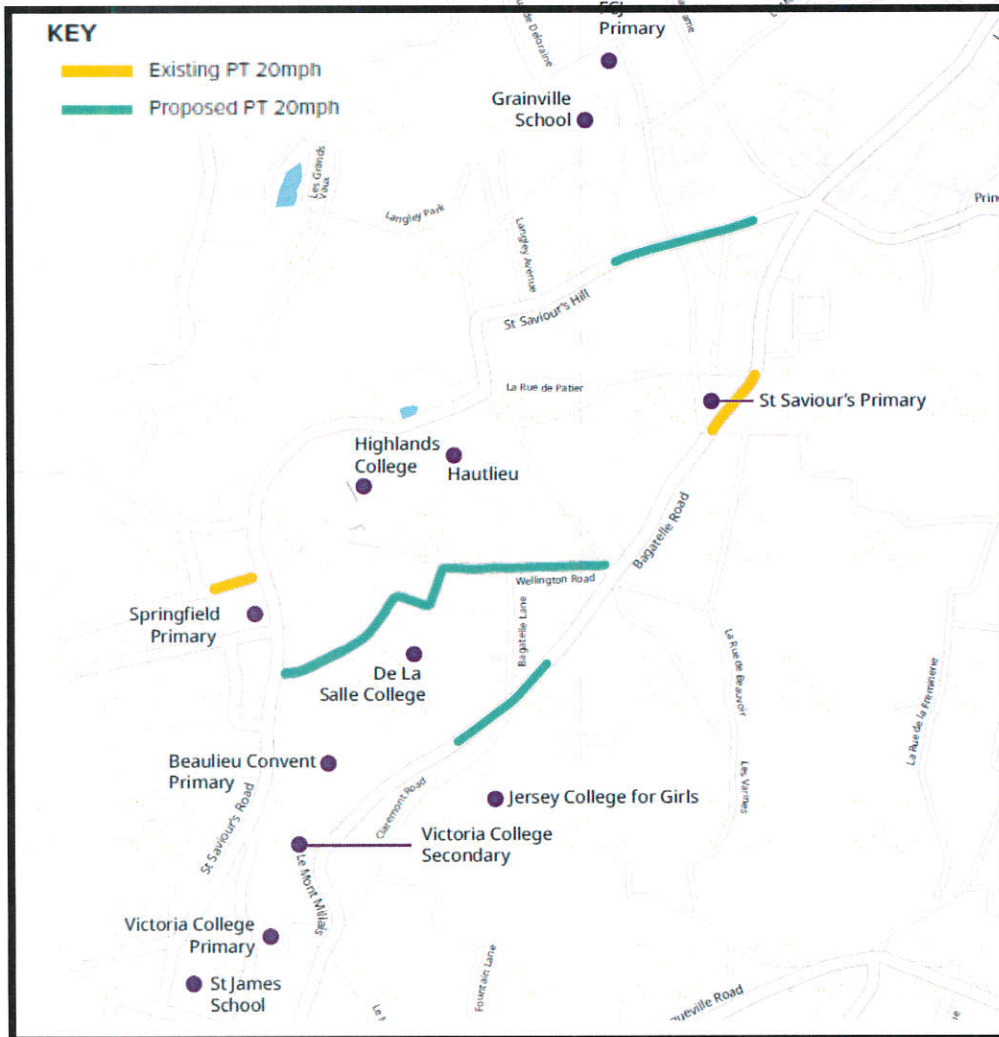 KEY
Existing PT 20mph
Proposed PT 20mph
FCJ
Primary
Grainville
School
Les Grands
Vaux
Langley Park
Langley Avenue
St Saviour's Hill
La Rue de Patier
St Saviour's Primary
Highlands
College
Hautlieu
Bagatelle Road
Wellington Road
Springfield
Primary
Bagatelle Lane
De La
Salle College
La Rue de Beauvoir
La Rue de la Freminerie
Beaulieu Convent
Primary
Les Varines
Jersey College for Girls
Claremont Road
St Saviour's Road
Victoria College
Secondary
Le Mont Millais
Victoria College
Primary
St James
School
Fountain Lane
ueville Road